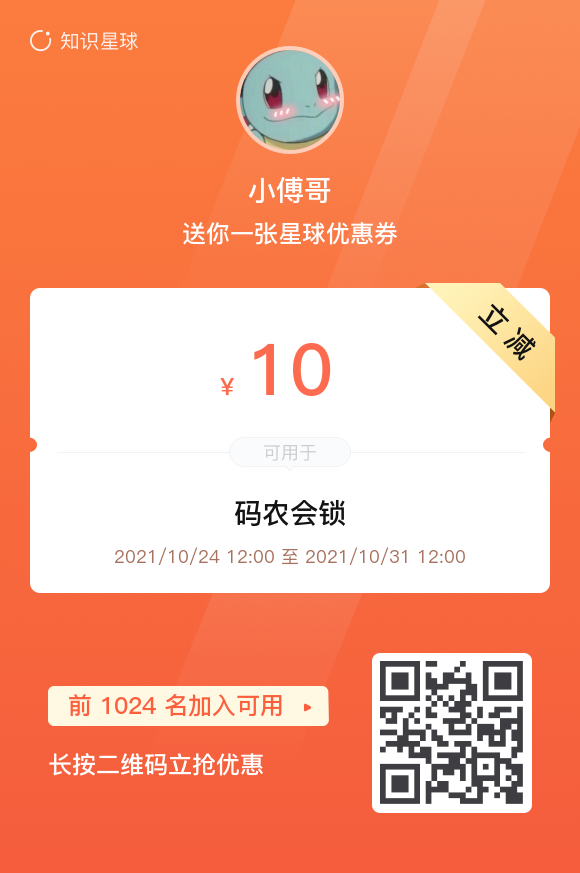 知识星球
小傅哥
送你一张星球优惠券
立减
¥ 10
可用于
码农会锁
2021/10/24 12:00 至 2021/10/31 12:00
前 1024 名加入可用
长按二维码立抢优惠